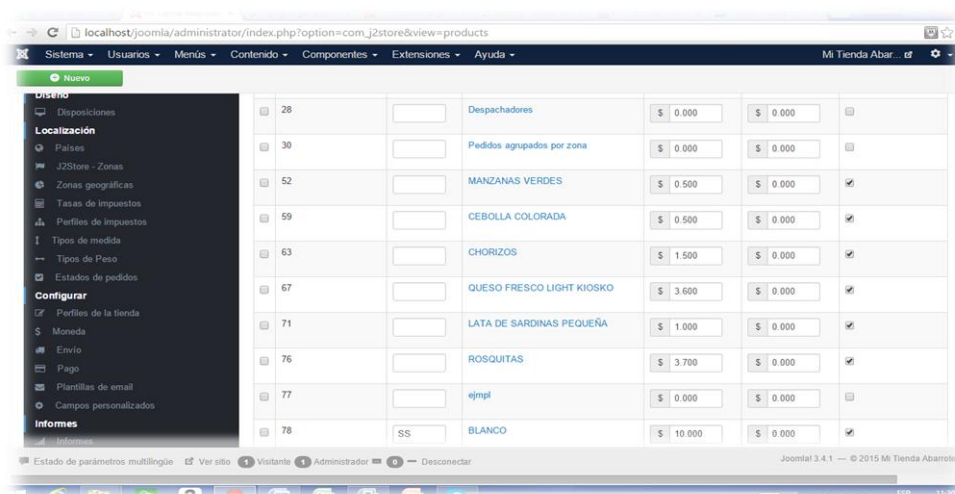 localhost/joomla/administrator/index.php?option=com_j2store&view=products
Sistema Usuarios Menús Contenido Componentes Extensiones Ayuda Mi Tienda Abar...
Nuevo
Diseño
Disposiciones
Localización
Países
J2Store - Zonas
Zonas geográficas
Tasas de impuestos
Perfiles de impuestos
Tipos de medida
Tipos de Peso
Estados de pedidos
Configurar
Perfiles de la tienda
$ Moneda
Envío
Pago
Plantillas de email
Campos personalizados
Informes
Informes
28 Despachadores $ 0.000 $ 0.000
30 Pedidos agrupados por zona $ 0.000 $ 0.000
52 MANZANAS VERDES $ 0.500 $ 0.000
59 CEBOLLA COLORADA $ 0.500 $ 0.000
63 CHORIZOS $ 1.500 $ 0.000
67 QUESO FRESCO LIGHT KIOSKO $ 3.600 $ 0.000
71 LATA DE SARDINAS PEQUEÑA $ 1.000 $ 0.000
76 ROSQUITAS $ 3.700 $ 0.000
77 ejmpl $ 0.000 $ 0.000
78 SS BLANCO $ 10.000 $ 0.000
Estado de parámetros multilingüe Ver sitio 1 Visitante 1 Administrador 0 Desconectar Joomla! 3.4.1 — © 2015 Mi Tienda Abarrote
ESP